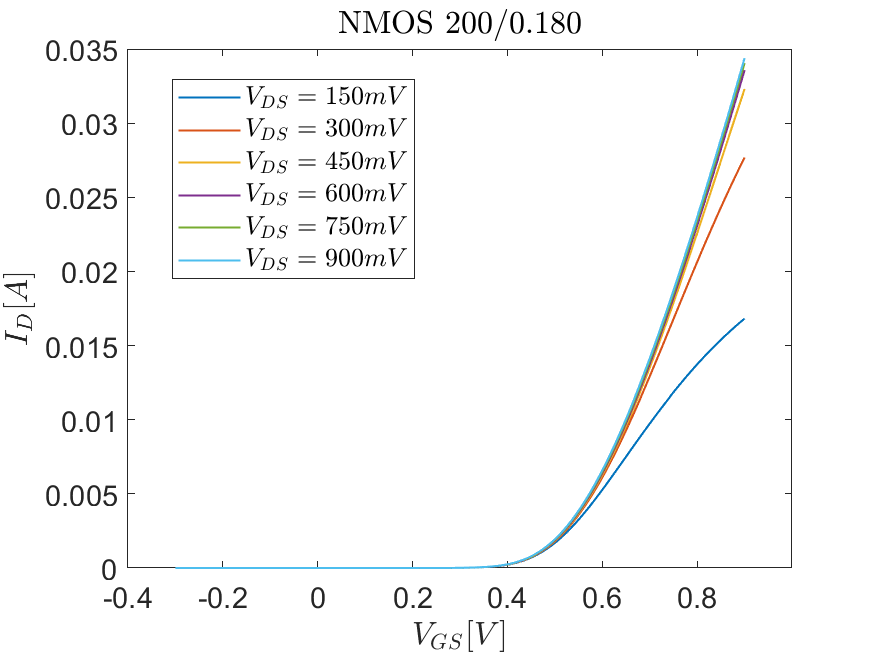 NMOS 200/0.180
0.035
0.03
0.025
0.02
0.015
0.01
0.005
0
I_D[A]
V_DS = 150mV
V_DS = 300mV
V_DS = 450mV
V_DS = 600mV
V_DS = 750mV
V_DS = 900mV
-0.4 -0.2 0 0.2 0.4 0.6 0.8
V_GS[V]